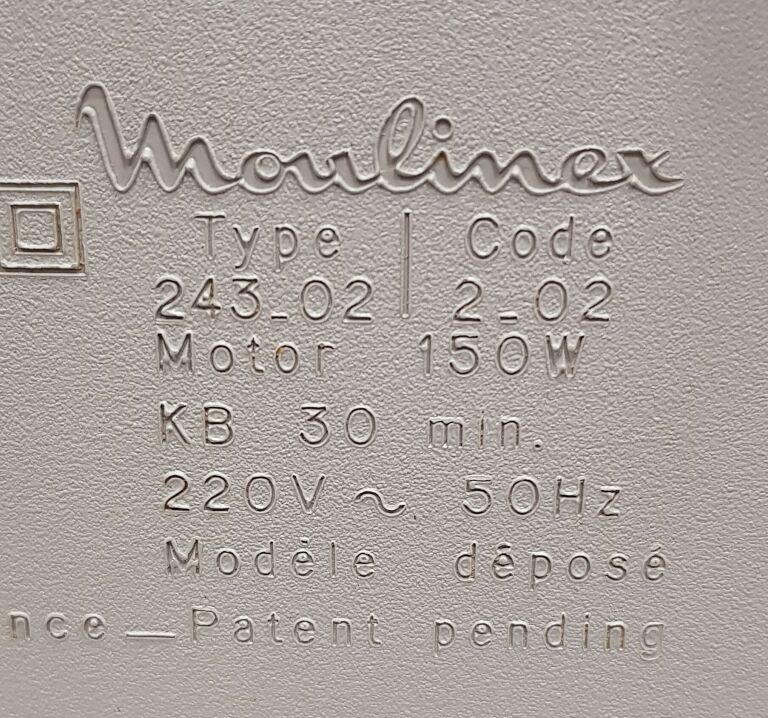 Moulinex
Type | Code
243_02 | 2_02
Motor 150W
KB 30 min.
220V ~ 50Hz
Modèle déposé
nce — Patent pending